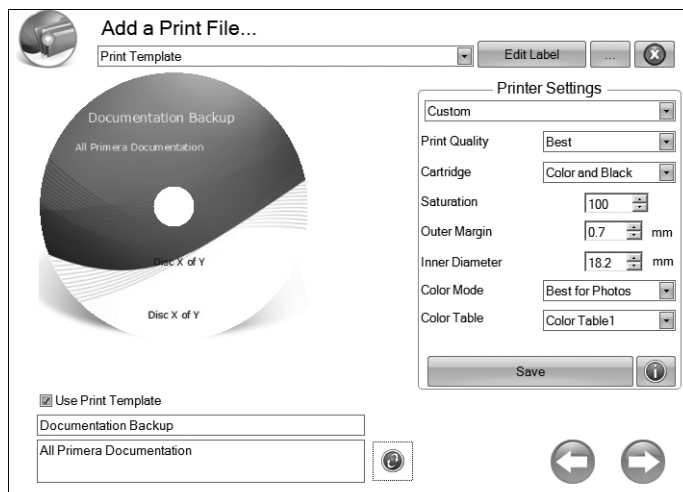 Add a Print File...
Print Template
Edit Label
...
Documentation Backup
All Primera Documentation
Disc X of Y
Disc X of Y
Printer Settings
Custom
Print Quality Best
Cartridge Color and Black
Saturation 100
Outer Margin 0.7 mm
Inner Diameter 18.2 mm
Color Mode Best for Photos
Color Table Color Table1
Save
Use Print Template
Documentation Backup
All Primera Documentation